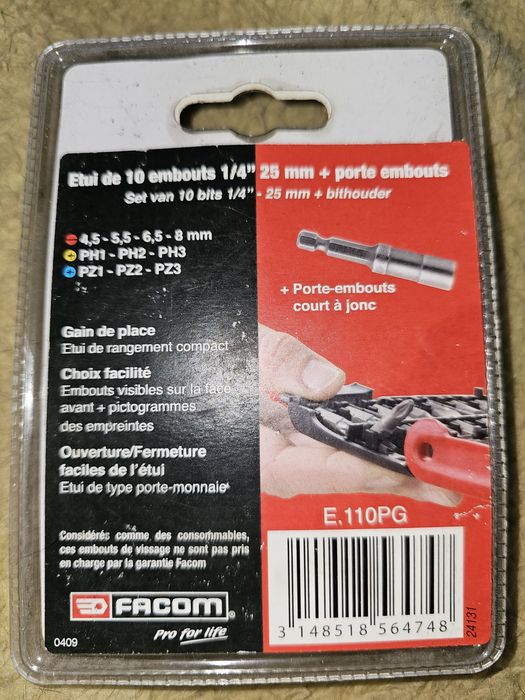 Etui de 10 embouts 1/4" 25 mm + porte embouts
Set van 10 bits 1/4" - 25 mm + bithouder
4,5 - 5,5 - 6,5 - 8 mm
PH1 - PH2 - PH3
PZ1 - PZ2 - PZ3
+ Porte-embouts
court à jonc
Gain de place
Etui de rangement compact
Choix facilité
Embouts visibles sur la face
avant + pictogrammes
des empreintes
Ouverture/Fermeture
faciles de l'étui
Etui de type porte-monnaie
E.110PG
Considérés comme des consommables,
ces embouts de vissage ne sont pas pris
en charge par la garantie Facom
FACOM
Pro for life
0409
3 148518 564748
24131